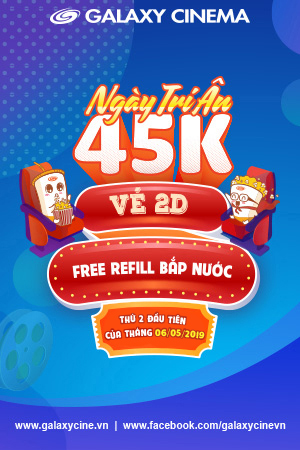 GALAXY CINEMA
Ngày Tri Ân
45K
VÉ 2D
FREE REFILL BẮP NƯỚC
THỨ 2 ĐẦU TIÊN
CỦA THÁNG 06/05/2019
www.galaxycine.vn | www.facebook.com/galaxycinevn